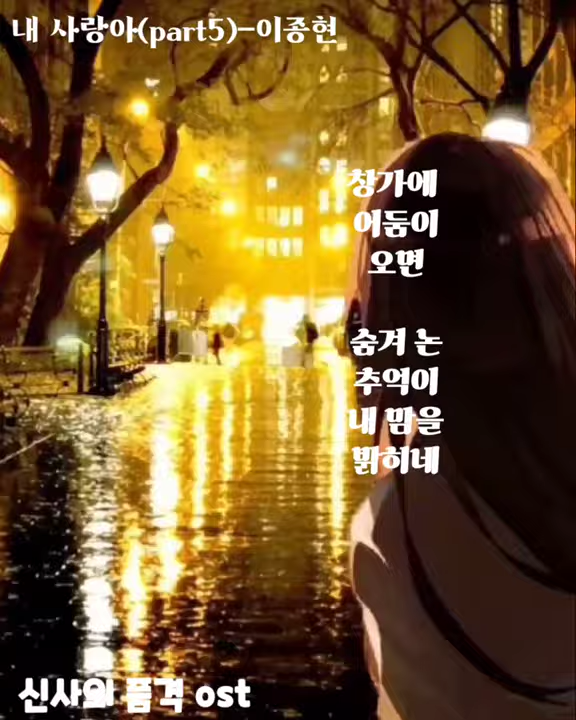 내 사랑아(part5)-이종현
창가에
어둠이
오면
숨겨 논
추억이
내 맘을
밝히네
신사의 품격 ost